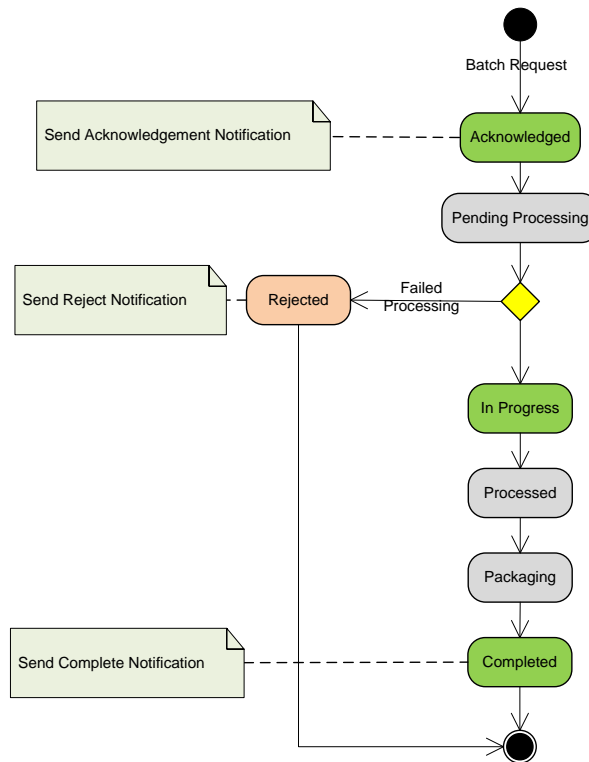 Batch Request
Send Acknowledgement Notification
Acknowledged
Pending Processing
Send Reject Notification
Rejected
Failed
Processing
In Progress
Processed
Packaging
Send Complete Notification
Completed